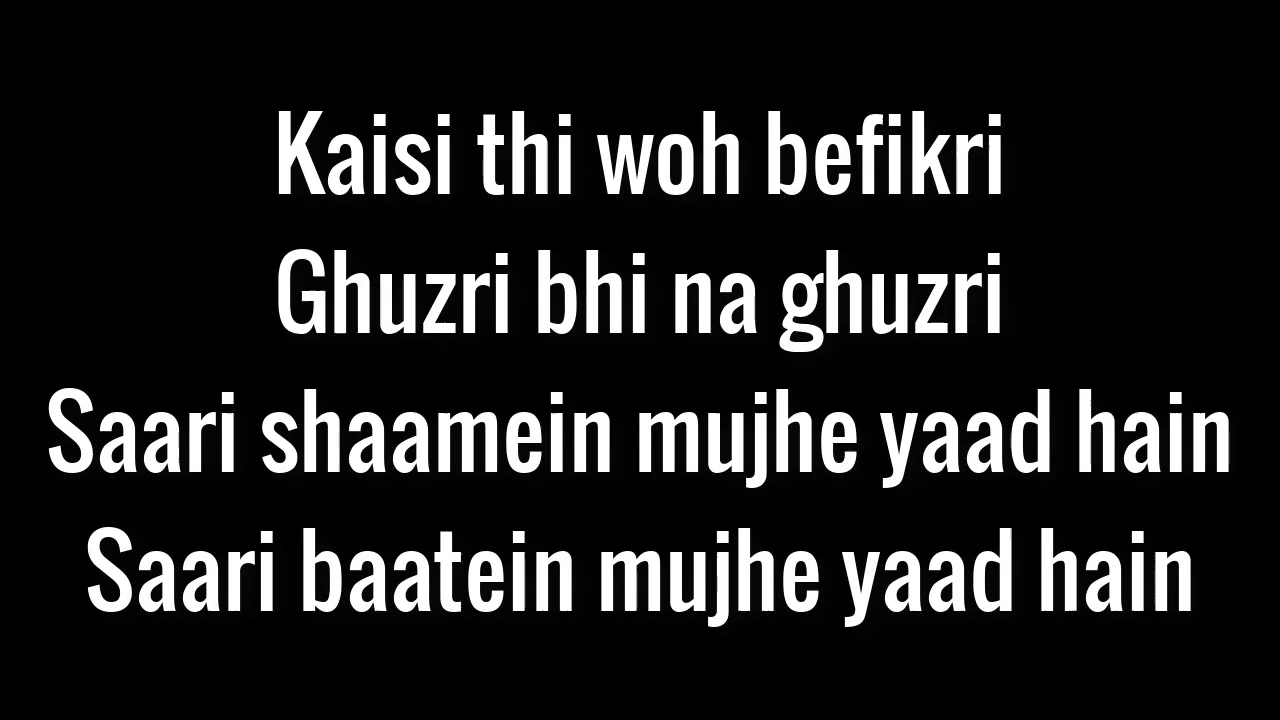 Kaisi thi woh befikri
Ghuzri bhi na ghuzri
Saari shaamein mujhe yaad hain
Saari baatein mujhe yaad hain